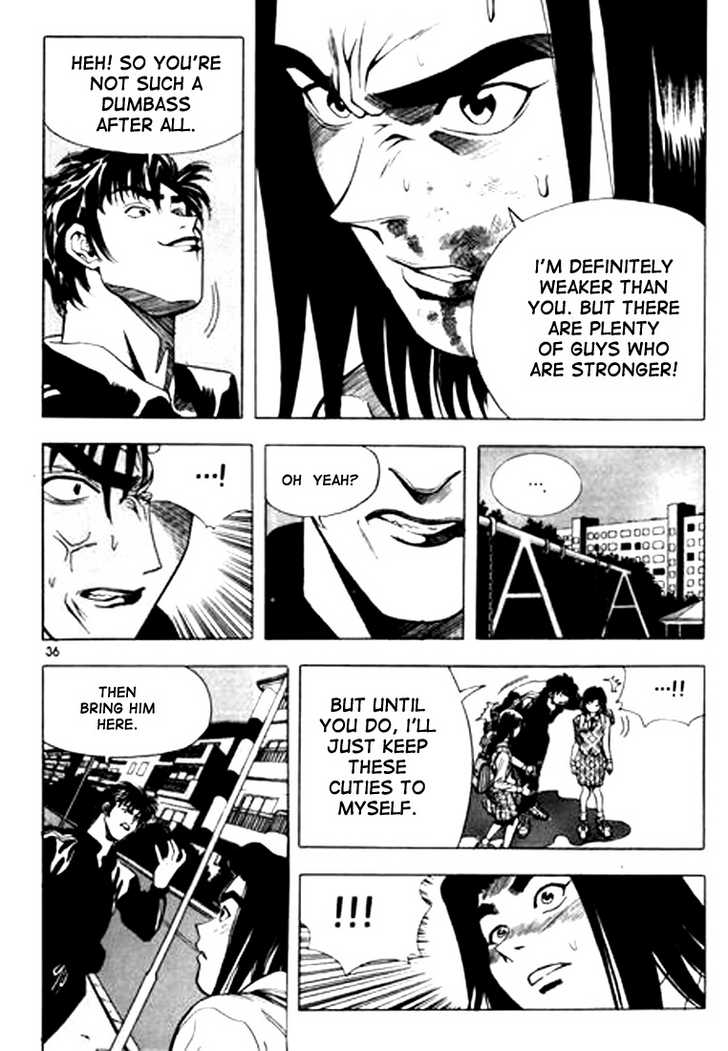 HEH! SO YOU'RE
NOT SUCH A
DUMBASS
AFTER ALL.
I'M DEFINITELY
WEAKER THAN
YOU. BUT THERE
ARE PLENTY
OF GUYS WHO
ARE STRONGER!
...!
OH YEAH?
...
36
THEN
BRING HIM
HERE.
BUT UNTIL
YOU DO, I'LL
JUST KEEP
THESE
CUTIES TO
MYSELF.
...!!
!!!